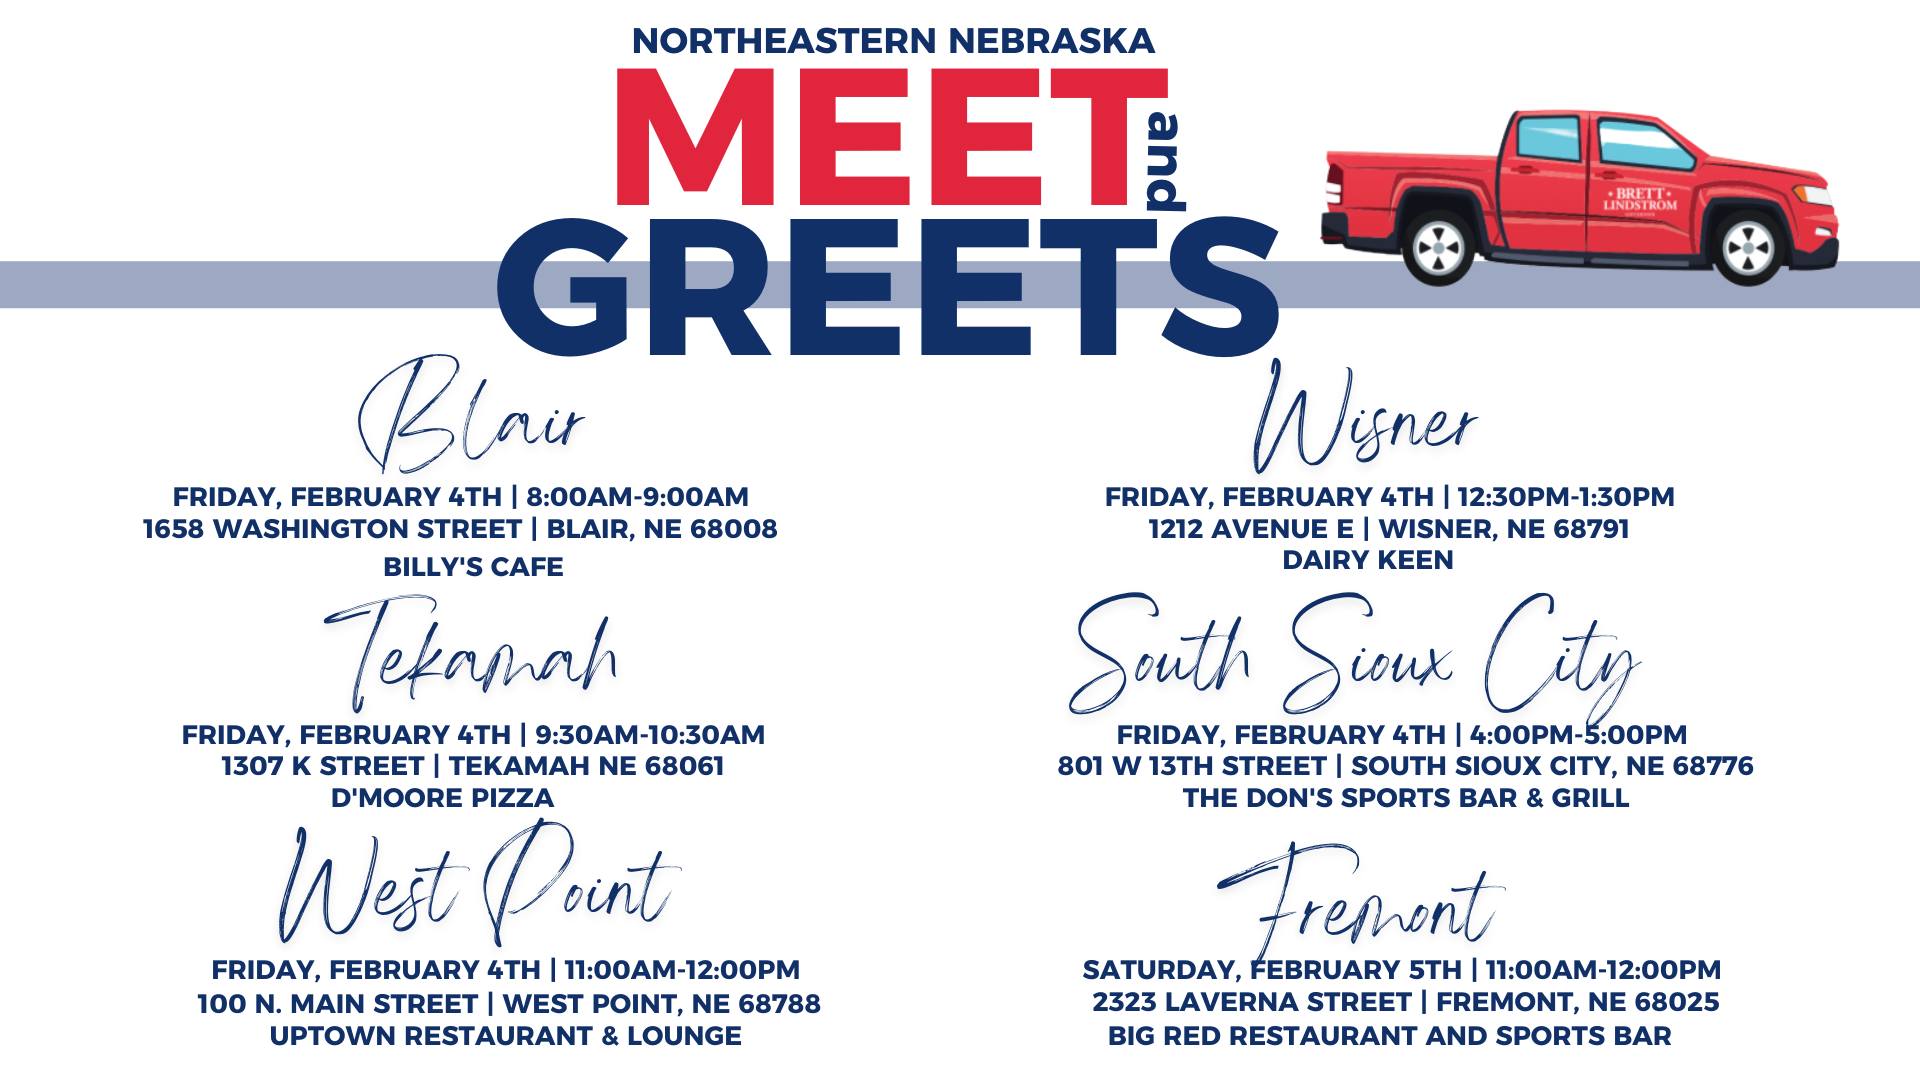 NORTHEASTERN NEBRASKA
MEET
and
GREETS
• BRETT •
LINDSTROM
Blair
FRIDAY, FEBRUARY 4TH | 8:00AM-9:00AM
1658 WASHINGTON STREET | BLAIR, NE 68008
BILLY'S CAFE
Tekamah
FRIDAY, FEBRUARY 4TH | 9:30AM-10:30AM
1307 K STREET | TEKAMAH NE 68061
D'MOORE PIZZA
West Point
FRIDAY, FEBRUARY 4TH | 11:00AM-12:00PM
100 N. MAIN STREET | WEST POINT, NE 68788
UPTOWN RESTAURANT & LOUNGE
Wisner
FRIDAY, FEBRUARY 4TH | 12:30PM-1:30PM
1212 AVENUE E | WISNER, NE 68791
DAIRY KEEN
South Sioux City
FRIDAY, FEBRUARY 4TH | 4:00PM-5:00PM
801 W 13TH STREET | SOUTH SIOUX CITY, NE 68776
THE DON'S SPORTS BAR & GRILL
Fremont
SATURDAY, FEBRUARY 5TH | 11:00AM-12:00PM
2323 LAVERNA STREET | FREMONT, NE 68025
BIG RED RESTAURANT AND SPORTS BAR